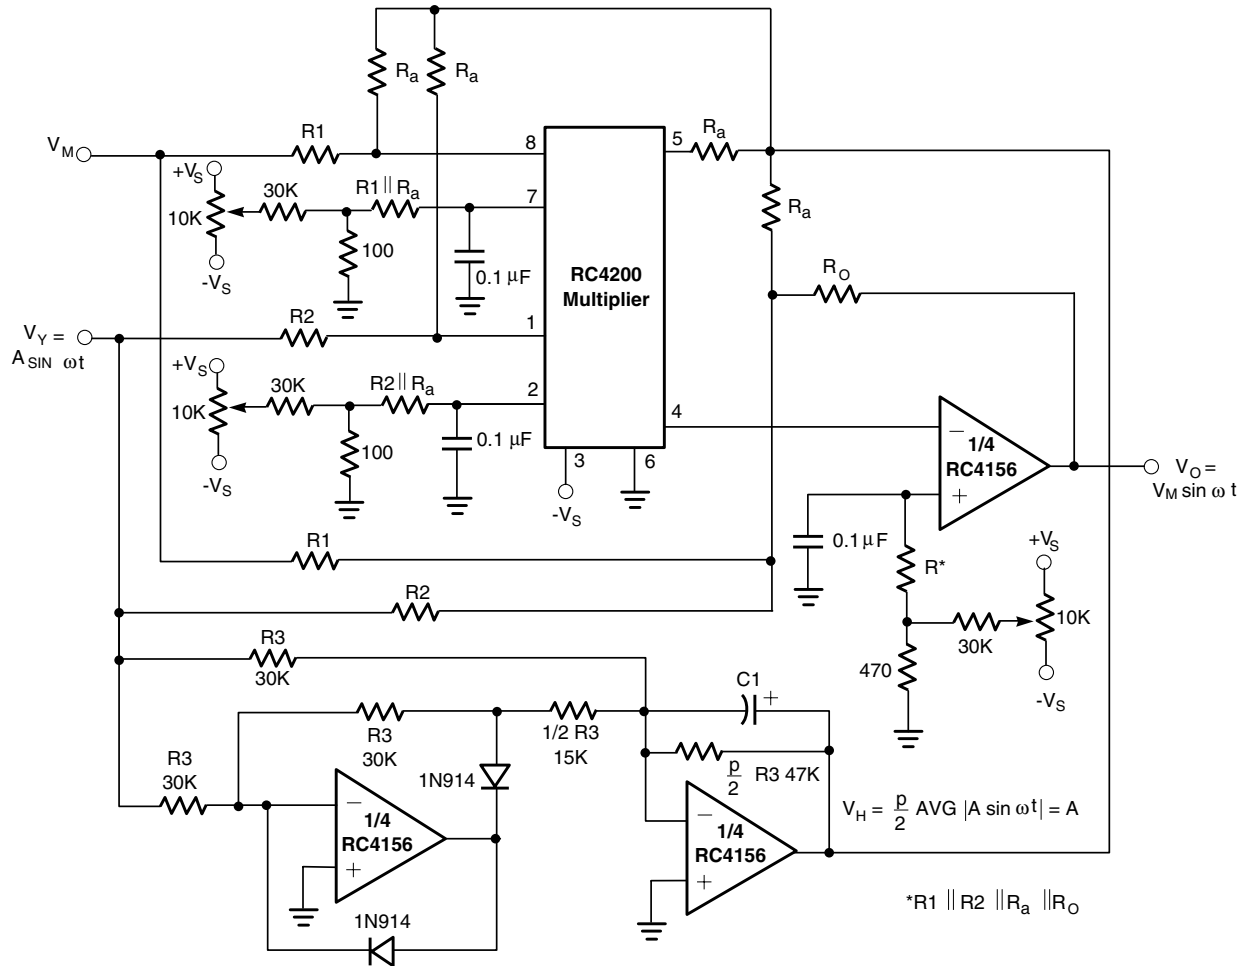 Ra
Ra
VM
R1
8
5
Ra
+VS
30K
R1 || Ra
7
10K
100
0.1 µF
-VS
Ra
RC4200
Multiplier
RO
VY =
A SIN ωt
R2
1
+VS
30K
R2 || Ra
2
10K
100
0.1 µF
-VS
3
6
-VS
4
−
1/4
RC4156
+
VO =
VM sin ω t
0.1 µF
R*
+VS
10K
30K
470
-VS
R1
R2
R3
30K
C1
+
R3
30K
1/2 R3
15K
R3
30K
1N914
p/2 R3 47K
−
1/4
RC4156
+
1N914
−
1/4
RC4156
+
VH = p/2 AVG |A sin ωt| = A
*R1 || R2 || Ra || RO